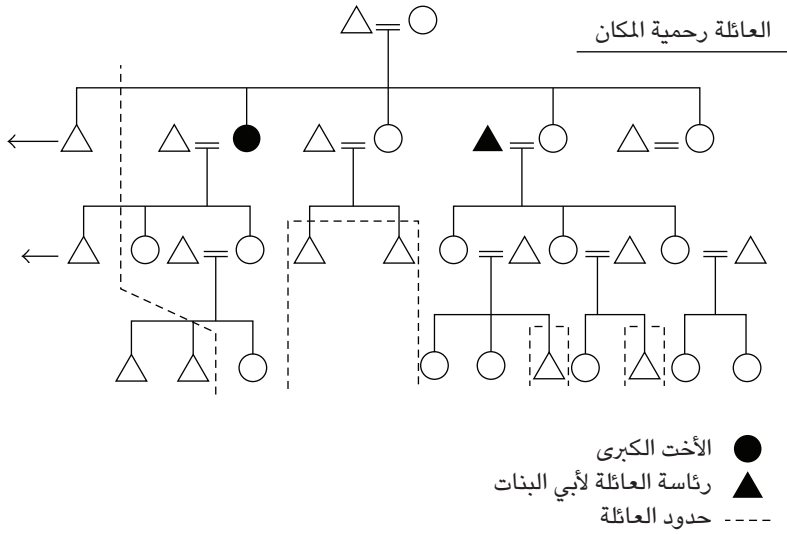 العائلة رحمية المكان
الأخت الكبرى
رئاسة العائلة لأبي البنات
حدود العائلة